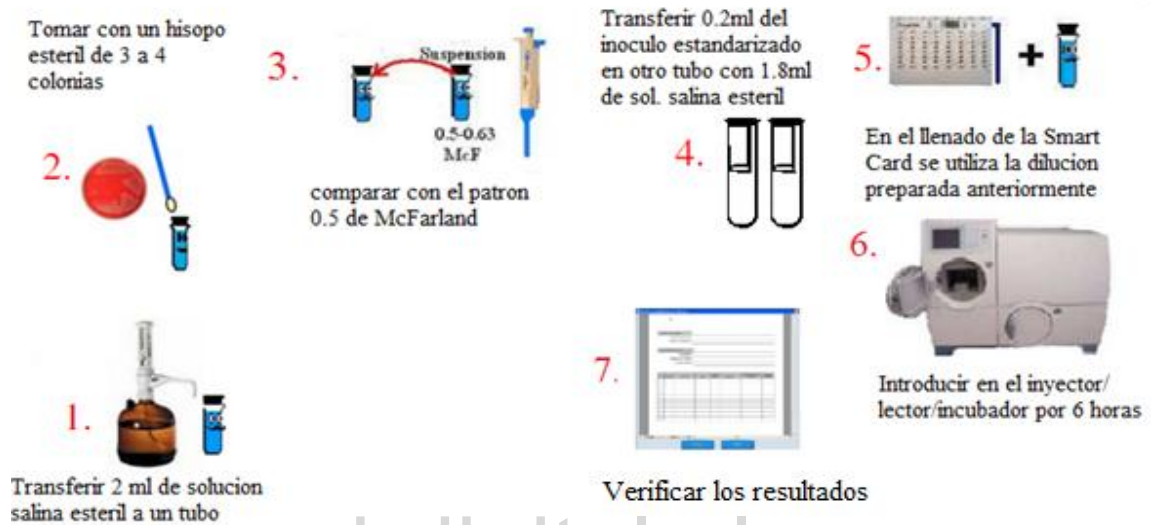 1.
Transferir 2 ml de solucion
salina esteril a un tubo
2.
Tomar con un hisopo
esteril de 3 a 4
colonias
3.
Suspension
0.5-0.63
McF
comparar con el patron
0.5 de McFarland
4.
Transferir 0.2ml del
inoculo estandarizado
en otro tubo con 1.8ml
de sol. salina esteril
5.
+
En el llenado de la Smart
Card se utiliza la dilucion
preparada anteriormente
6.
Introducir en el inyector/
lector/incubador por 6 horas
7.
Verificar los resultados